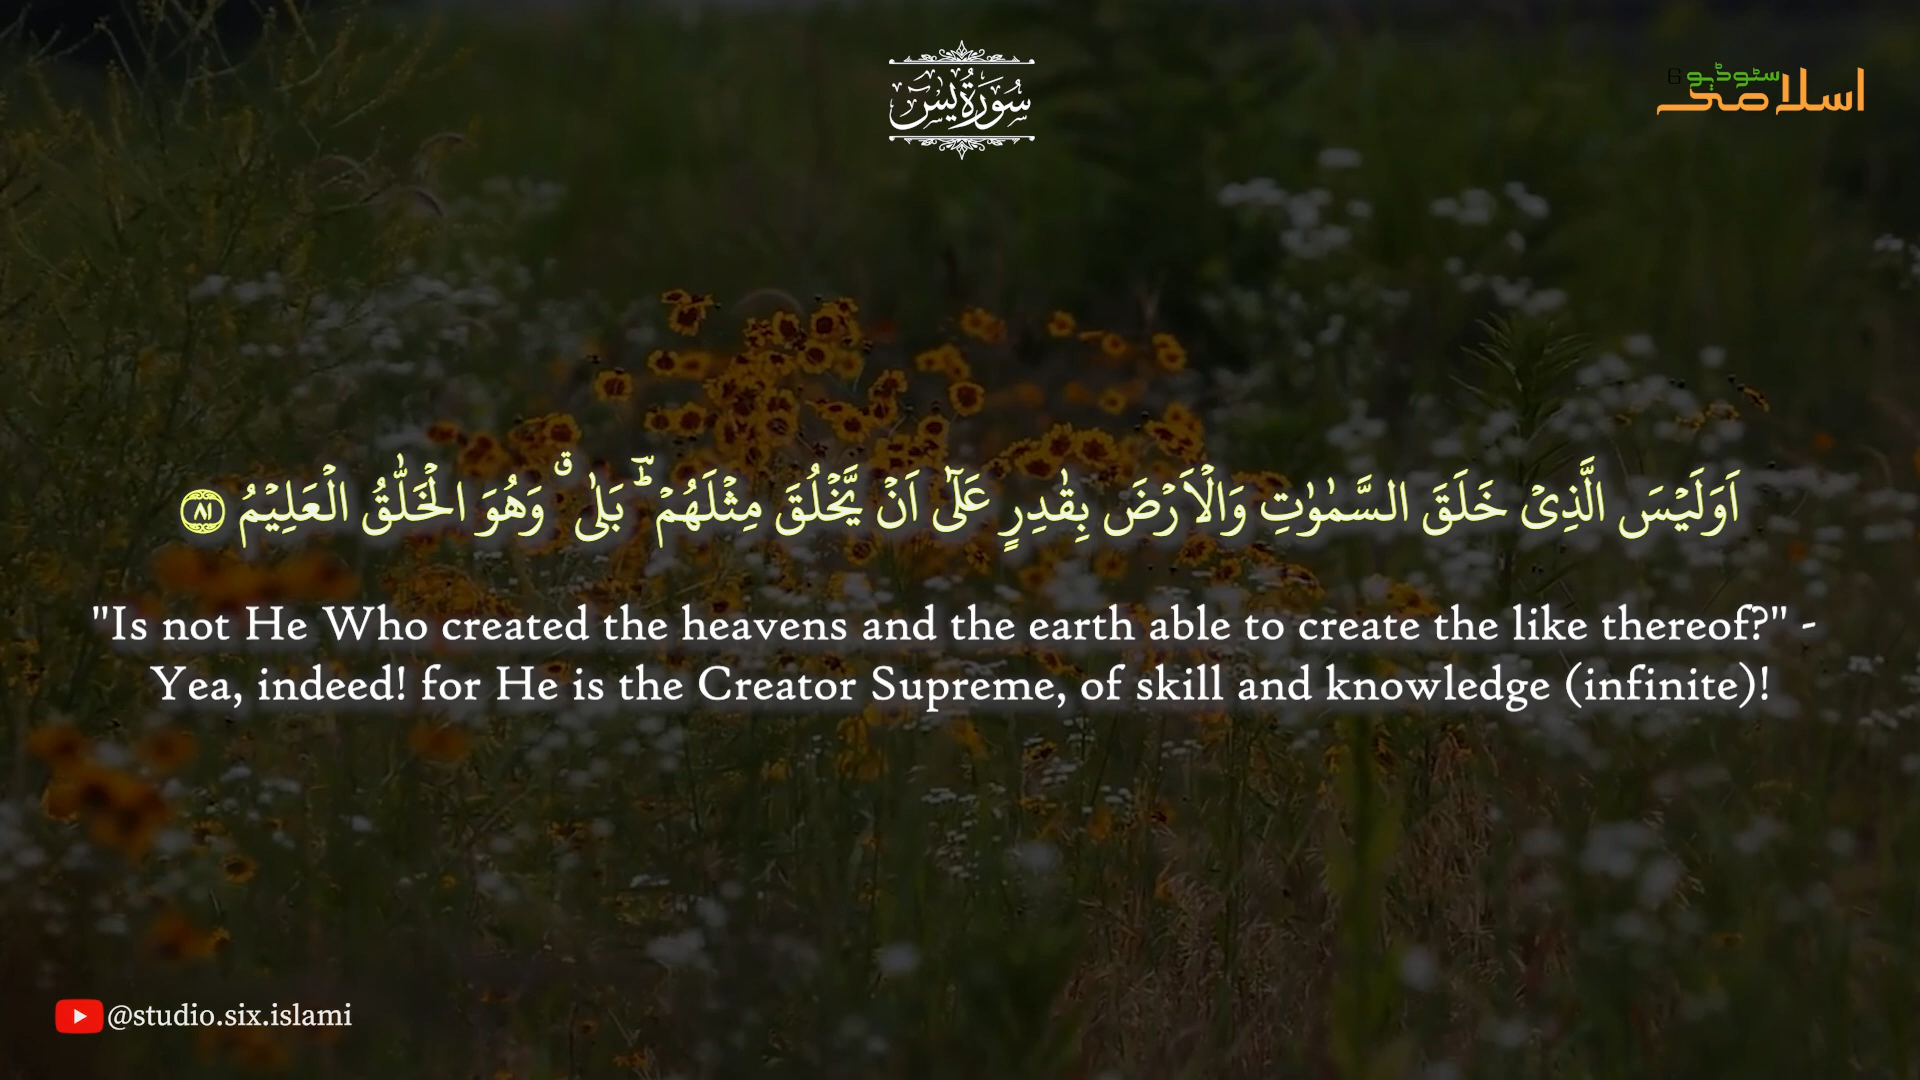 سُورَةُ يٰسٓ
سٹوڈیو 6
اسلامی
اَوَلَيْسَ الَّذِىْ خَلَقَ السَّمٰوٰتِ وَالْاَرْضَ بِقٰدِرٍ عَلٰٓى اَنْ يَّخْلُقَ مِثْلَهُمْ ؕؔ بَلٰى ۗ وَهُوَ الْخَلّٰقُ الْعَلِيْمُ ۝۸۱
"Is not He Who created the heavens and the earth able to create the like thereof?" -
Yea, indeed! for He is the Creator Supreme, of skill and knowledge (infinite)!
@studio.six.islami